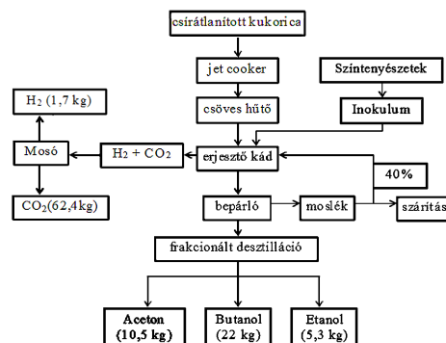 csírátlanított kukorica
jet cooker
Színtenyészetek
H₂ (1,7 kg)
csöves hűtő
Inokulum
Mosó
H₂ + CO₂
erjesztő kád
40%
CO₂(62,4kg)
bepárló
moslék
szárítás
frakcionált desztilláció
Aceton
(10,5 kg)
Butanol
(22 kg)
Etanol
(5,3 kg)